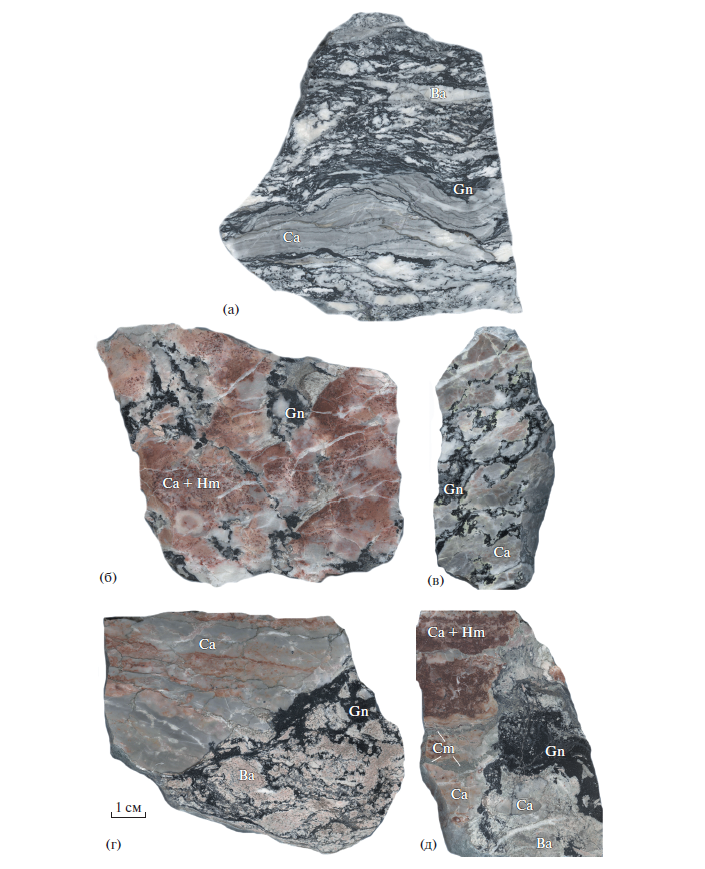 Ba
Gn
Ca
(а)
Gn
Ca + Hm
(б)
Gn
Ca
(в)
Ca
Gn
Ba
1 см
(г)
Ca + Hm
Cm
Gn
Ca
Ca
Ba
(д)